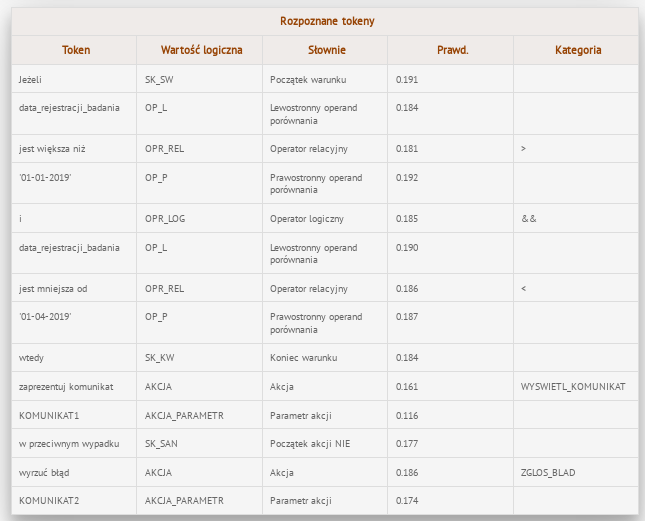 Rozpoznane tokeny
Token Wartość logiczna Słownie Prawd. Kategoria
Jeżeli SK_SW Początek warunku 0.191
data_rejestracji_badania OP_L Lewostronny operand 0.184
porównania
jest większa niż OPR_REL Operator relacyjny 0.181 >
'01-01-2019' OP_P Prawostronny operand 0.192
porównania
i OPR_LOG Operator logiczny 0.185 &&
data_rejestracji_badania OP_L Lewostronny operand 0.190
porównania
jest mniejsza od OPR_REL Operator relacyjny 0.186 <
'01-04-2019' OP_P Prawostronny operand 0.187
porównania
wtedy SK_KW Koniec warunku 0.184
zaprezentuj komunikat AKCJA Akcja 0.161 WYSWIETL_KOMUNIKAT
KOMUNIKAT1 AKCJA_PARAMETR Parametr akcji 0.116
w przeciwnym wypadku SK_SAN Początek akcji NIE 0.177
wyrzuć błąd AKCJA Akcja 0.186 ZGLOS_BLAD
KOMUNIKAT2 AKCJA_PARAMETR Parametr akcji 0.174